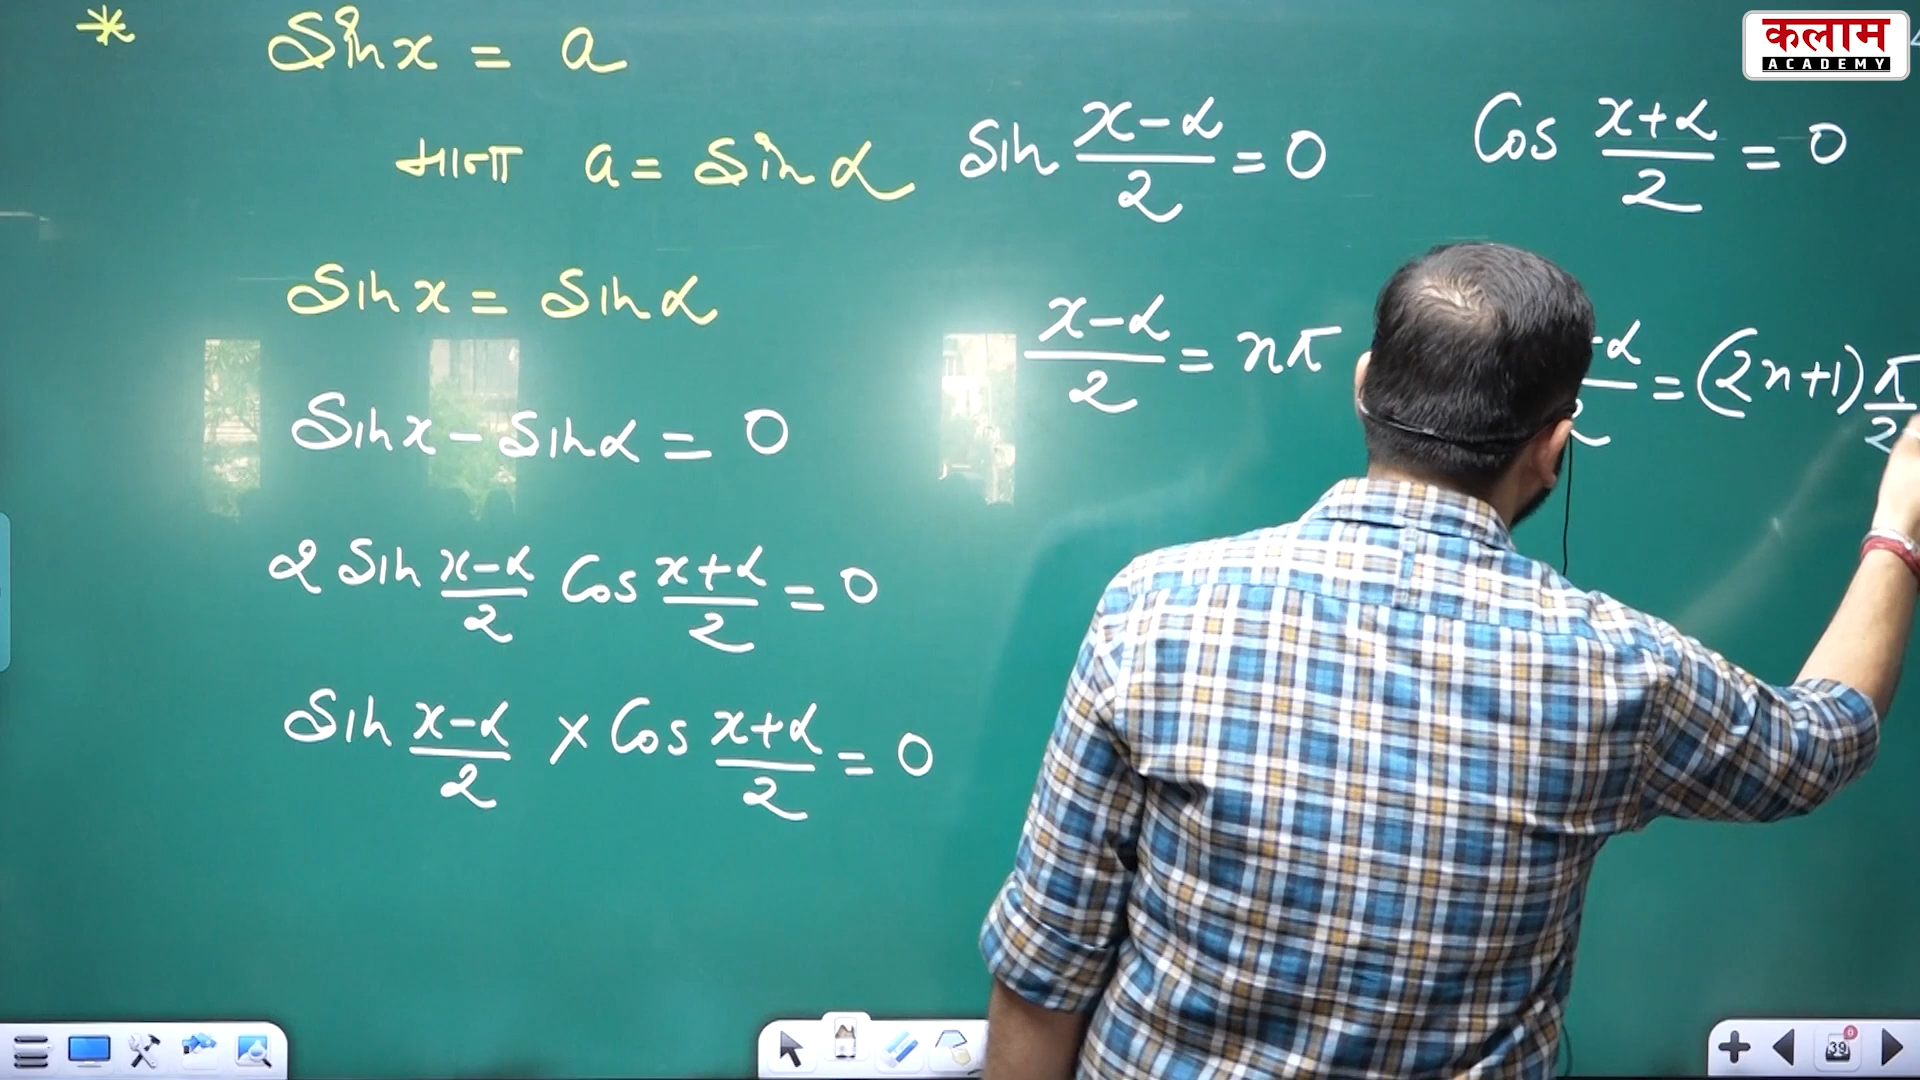 * Sin x = a
माना a = Sin α
Sin x = Sin α
Sin x - Sin α = 0
2 Sin (x-α)/2 Cos (x+α)/2 = 0
Sin (x-α)/2 × Cos (x+α)/2 = 0
Sin (x-α)/2 = 0
(x-α)/2 = nπ
कलाम
ACADEMY
Cos (x+α)/2 = 0
α/2 = (2n+1) π/2
39